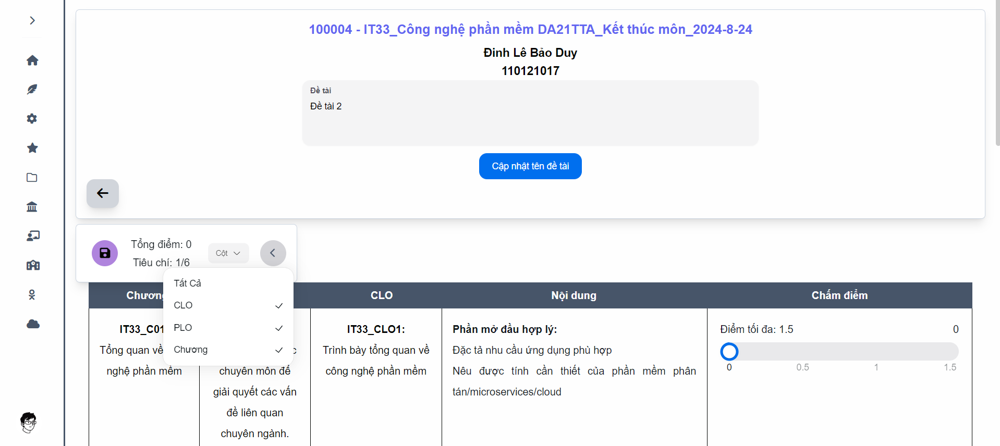 100004 - IT33_Công nghệ phần mềm DA21TTA_Kết thúc môn_2024-8-24
Đinh Lê Bảo Duy
110121017
Đề tài
Đề tài 2
Cập nhật tên đề tài
Tổng điểm: 0
Tiêu chí: 1/6
Cột
Tất Cả
CLO
PLO
Chương
Chương
CLO
Nội dung
Chấm điểm
IT33_C01
Tổng quan về
nghệ phần mềm
c
chuyên môn để
giải quyết các vấn
đề liên quan
chuyên ngành.
IT33_CLO1:
Trình bày tổng quan về
công nghệ phần mềm
Phần mở đầu hợp lý:
Đặc tả nhu cầu ứng dụng phù hợp
Nêu được tính cần thiết của phần mềm phân
tán/microservices/cloud
Điểm tối đa: 1.5
0
0
0.5
1
1.5